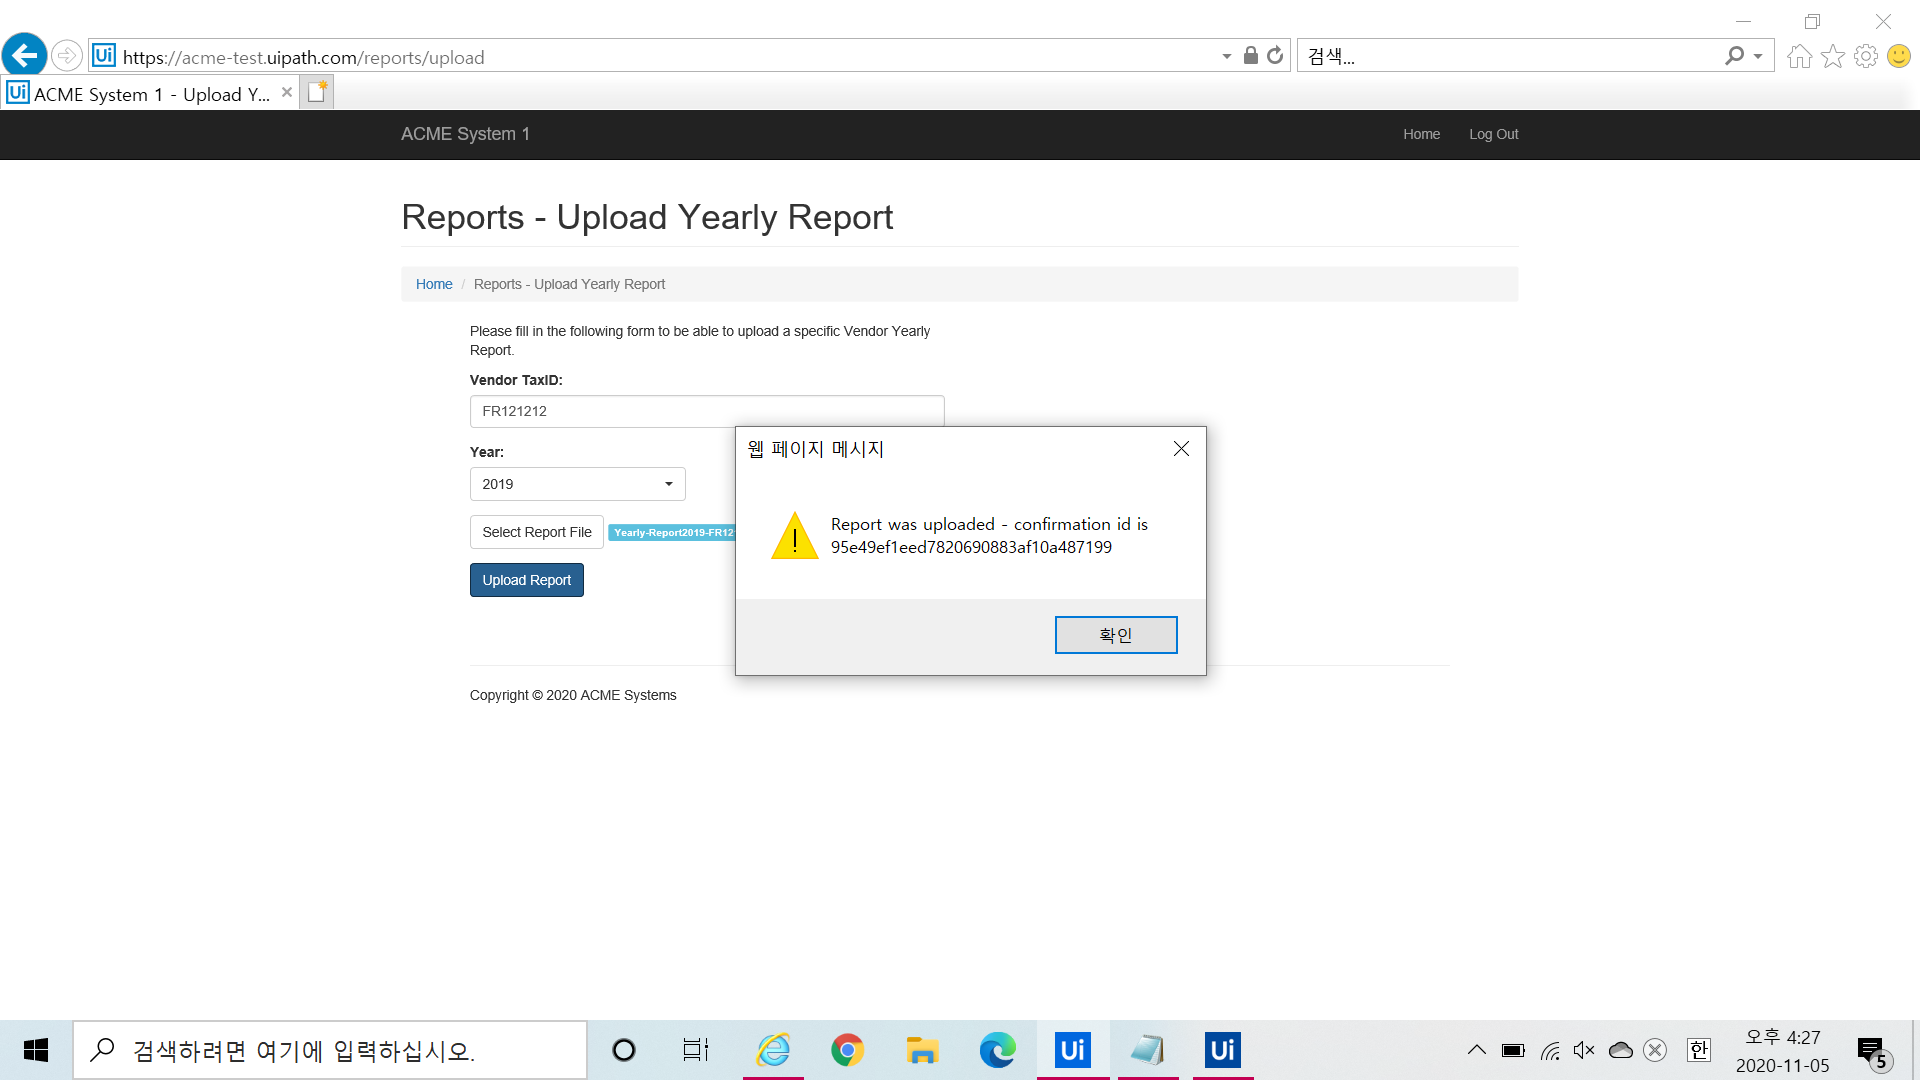 https://acme-test.uipath.com/reports/upload
검색...
Ui
ACME System 1 - Upload Y...
ACME System 1
Home
Log Out
Reports - Upload Yearly Report
Home / Reports - Upload Yearly Report
Please fill in the following form to be able to upload a specific Vendor Yearly
Report.
Vendor TaxID:
FR121212
Year:
2019
Select Report File
Yearly-Report2019-FR12
Upload Report
웹 페이지 메시지
Report was uploaded - confirmation id is
95e49ef1eed7820690883af10a487199
확인
Copyright © 2020 ACME Systems
검색하려면 여기에 입력하십시오.
Ui
Ui
한
오후 4:27
2020-11-05
5